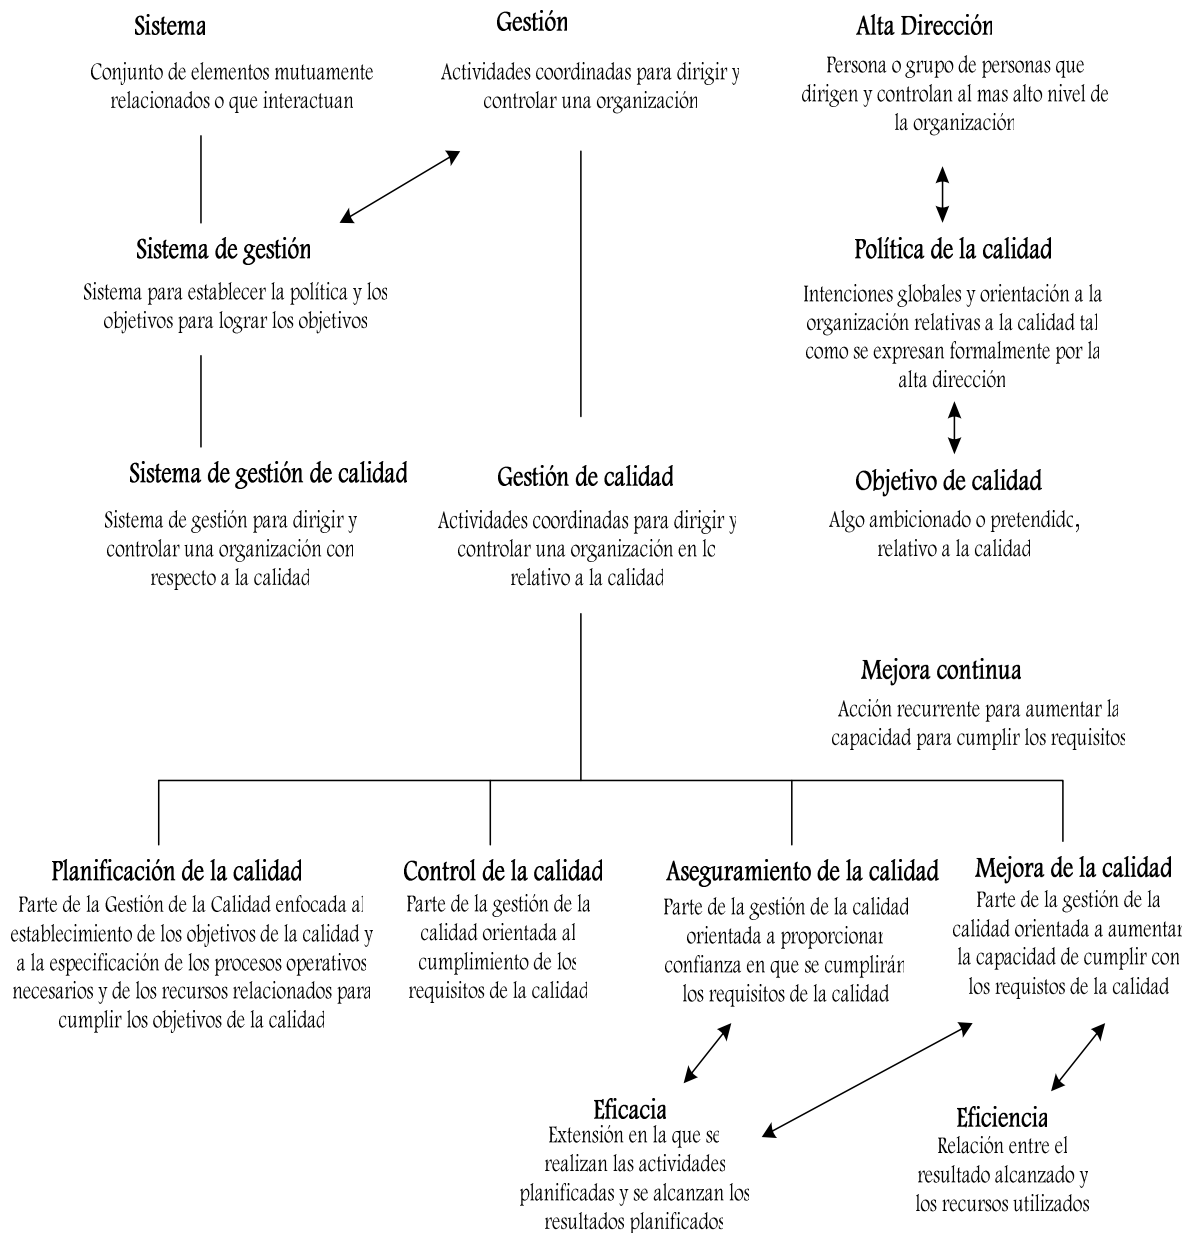 Sistema
Conjunto de elementos mutuamente
relacionados o que interactuan
Gestión
Actividades coordinadas para dirigir y
controlar una organización
Alta Dirección
Persona o grupo de personas que
dirigen y controlan al mas alto nivel de
la organización
Sistema de gestión
Sistema para establecer la política y los
objetivos para lograr los objetivos
Política de la calidad
Intenciones globales y orientación a la
organización relativas a la calidad tal
como se expresan formalmente por la
alta dirección
Sistema de gestión de calidad
Sistema de gestión para dirigir y
controlar una organización con
respecto a la calidad
Gestión de calidad
Actividades coordinadas para dirigir y
controlar una organización en lo
relativo a la calidad
Objetivo de calidad
Algo ambicionado o pretendido,
relativo a la calidad
Mejora continua
Acción recurrente para aumentar la
capacidad para cumplir los requisitos
Planificación de la calidad
Parte de la Gestión de la Calidad enfocada al
establecimiento de los objetivos de la calidad y
a la especificación de los procesos operativos
necesarios y de los recursos relacionados para
cumplir los objetivos de la calidad
Control de la calidad
Parte de la gestión de la
calidad orientada al
cumplimiento de los
requisitos de la calidad
Aseguramiento de la calidad
Parte de la gestión de la calidad
orientada a proporcionar
confianza en que se cumplirán
los requisitos de la calidad
Mejora de la calidad
Parte de la gestión de la
calidad orientada a aumentar
la capacidad de cumplir con
los requistos de la calidad
Eficacia
Extensión en la que se
realizan las actividades
planificadas y se alcanzan los
resultados planificados
Eficiencia
Relación entre el
resultado alcanzado y
los recursos utilizados